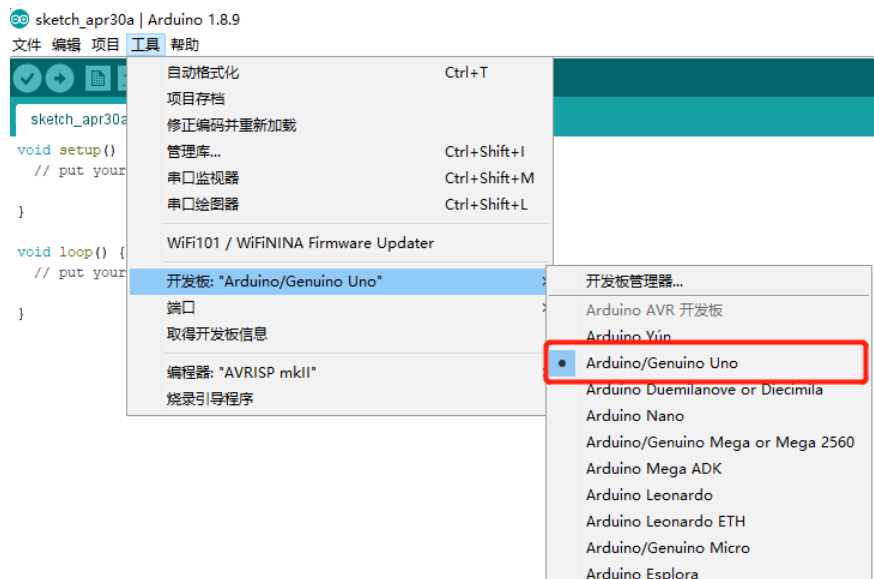 sketch_apr30a | Arduino 1.8.9
文件 编辑 项目 工具 帮助
sketch_apr30a
void setup()
// put your
}
void loop() {
// put your
}
自动格式化 Ctrl+T
项目存档
修正编码并重新加载
管理库... Ctrl+Shift+I
串口监视器 Ctrl+Shift+M
串口绘图器 Ctrl+Shift+L
WiFi101 / WiFiNINA Firmware Updater
开发板: "Arduino/Genuino Uno"
端口
取得开发板信息
编程器: "AVRISP mkII"
烧录引导程序
开发板管理器...
Arduino AVR 开发板
Arduino Yún
Arduino/Genuino Uno
Arduino Duemilanove or Diecimila
Arduino Nano
Arduino/Genuino Mega or Mega 2560
Arduino Mega ADK
Arduino Leonardo
Arduino Leonardo ETH
Arduino/Genuino Micro
Arduino Esplora